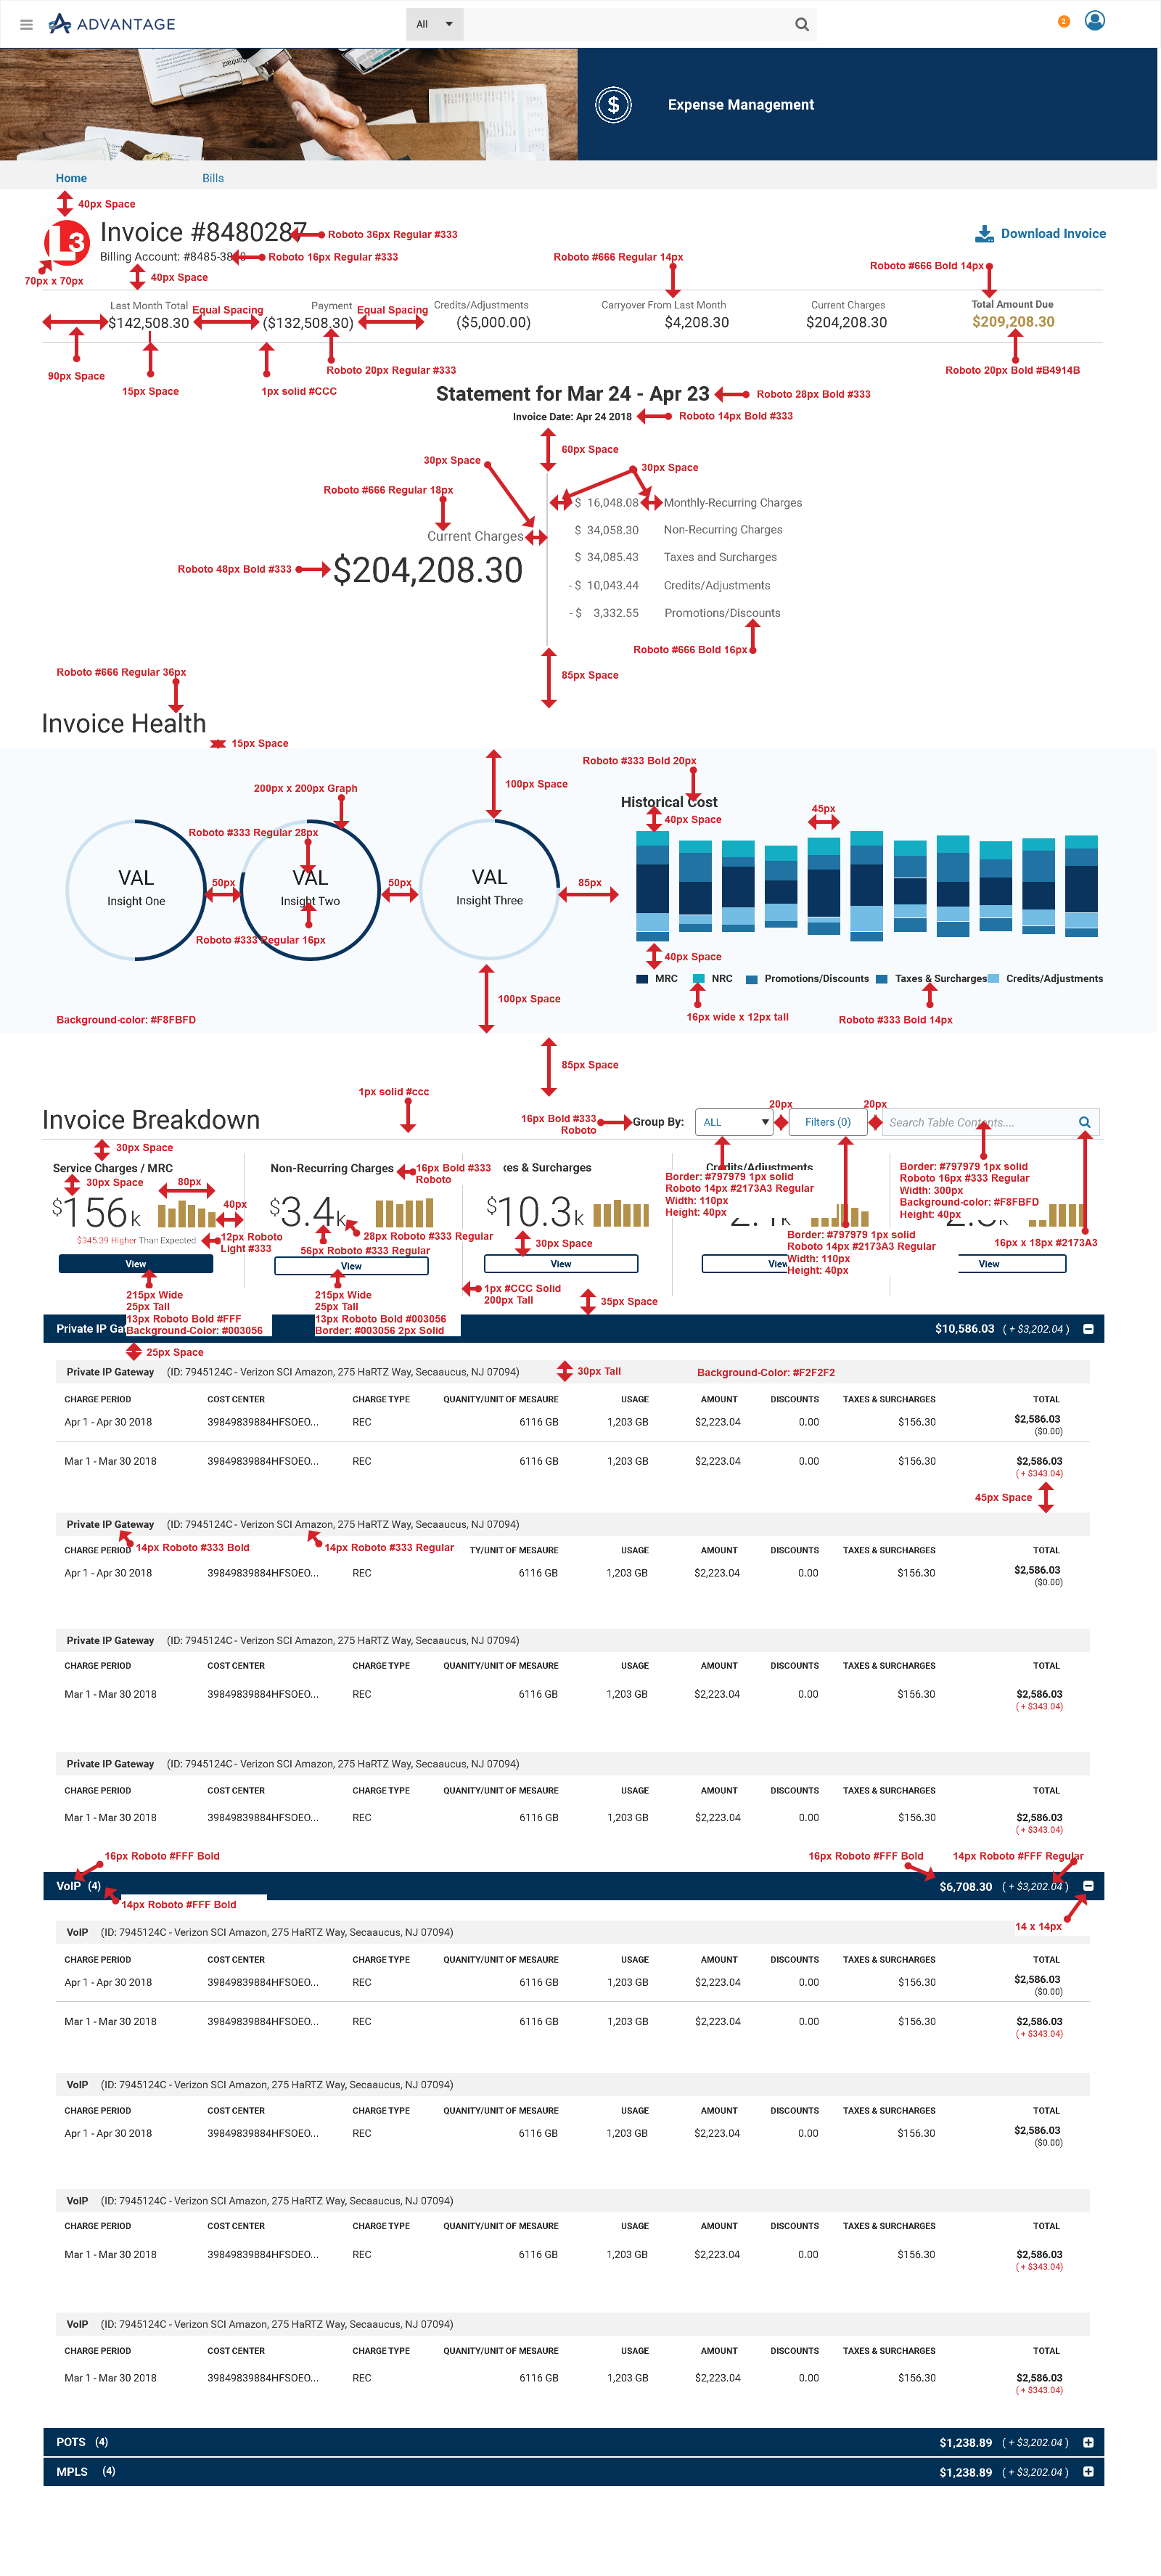 ADVANTAGE
All
2
Expense Management
Home
Bills
40px Space
L3
Invoice #8480287
Roboto 36px Regular #333
Download Invoice
Billing Account: #8485-38
Roboto 16px Regular #333
Roboto #666 Regular 14px
Roboto #666 Bold 14px
70px x 70px
40px Space
Last Month Total
Equal Spacing
Payment
Equal Spacing
Credits/Adjustments
Carryover From Last Month
Current Charges
Total Amount Due
$142,508.30
($132,508.30)
($5,000.00)
$4,208.30
$204,208.30
$209,208.30
90px Space
15px Space
1px solid #CCC
Roboto 20px Regular #333
Roboto 20px Bold #B4914B
Statement for Mar 24 - Apr 23
Roboto 28px Bold #333
Invoice Date: Apr 24 2018
Roboto 14px Bold #333
60px Space
30px Space
30px Space
Roboto #666 Regular 18px
$ 16,048.08
Monthly-Recurring Charges
$ 34,058.30
Non-Recurring Charges
Current Charges
$ 34,085.43
Taxes and Surcharges
Roboto 48px Bold #333
$204,208.30
- $ 10,043.44
Credits/Adjustments
- $ 3,332.55
Promotions/Discounts
Roboto #666 Bold 16px
Roboto #666 Regular 36px
85px Space
Invoice Health
15px Space
100px Space
Roboto #333 Bold 20px
200px x 200px Graph
Historical Cost
45px
40px Space
Roboto #333 Regular 28px
VAL
Insight One
50px
VAL
Insight Two
50px
VAL
Insight Three
85px
Roboto #333 Regular 16px
40px Space
MRC
NRC
Promotions/Discounts
Taxes & Surcharges
Credits/Adjustments
100px Space
16px wide x 12px tall
Roboto #333 Bold 14px
Background-color: #F8FBFD
85px Space
1px solid #ccc
Invoice Breakdown
16px Bold #333
Roboto
Group By:
ALL
20px
Filters (0)
20px
Search Table Contents....
30px Space
Service Charges / MRC
30px Space
80px
40px
$156k
$345.39 Higher Than Expected
12px Roboto
Light #333
View
Non-Recurring Charges
16px Bold #333
Roboto
$3.4k
28px Roboto #333 Regular
56px Roboto #333 Regular
View
es & Surcharges
$10.3k
30px Space
View
Credits/Adjustments
Border: #797979 1px solid
Roboto 14px #2173A3 Regular
Width: 110px
Height: 40px
View
Border: #797979 1px solid
Roboto 16px #333 Regular
Width: 300px
Background-color: #F8FBFD
Height: 40px
Border: #797979 1px solid
Roboto 14px #2173A3 Regular
Width: 110px
Height: 40px
16px x 18px #2173A3
View
215px Wide
25px Tall
13px Roboto Bold #FFF
Background-Color: #003056
215px Wide
25px Tall
13px Roboto Bold #003056
Border: #003056 2px Solid
1px #CCC Solid
200px Tall
35px Space
Private IP Gat
$10,586.03 ( + $3,202.04 )
25px Space
Private IP Gateway (ID: 7945124C - Verizon SCI Amazon, 275 HaRTZ Way, Secaaucus, NJ 07094)
30px Tall
Background-Color: #F2F2F2
CHARGE PERIOD COST CENTER CHARGE TYPE QUANITY/UNIT OF MESAURE USAGE AMOUNT DISCOUNTS TAXES & SURCHARGES TOTAL
Apr 1 - Apr 30 2018 39849839884HFSOEO... REC 6116 GB 1,203 GB $2,223.04 0.00 $156.30 $2,586.03
($0.00)
Mar 1 - Mar 30 2018 39849839884HFSOEO... REC 6116 GB 1,203 GB $2,223.04 0.00 $156.30 $2,586.03
( + $343.04)
45px Space
Private IP Gateway (ID: 7945124C - Verizon SCI Amazon, 275 HaRTZ Way, Secaaucus, NJ 07094)
14px Roboto #333 Bold
14px Roboto #333 Regular
CHARGE PERIOD TY/UNIT OF MESAURE USAGE AMOUNT DISCOUNTS TAXES & SURCHARGES TOTAL
Apr 1 - Apr 30 2018 39849839884HFSOEO... REC 6116 GB 1,203 GB $2,223.04 0.00 $156.30 $2,586.03
($0.00)
Private IP Gateway (ID: 7945124C - Verizon SCI Amazon, 275 HaRTZ Way, Secaaucus, NJ 07094)
CHARGE PERIOD COST CENTER CHARGE TYPE QUANITY/UNIT OF MESAURE USAGE AMOUNT DISCOUNTS TAXES & SURCHARGES TOTAL
Mar 1 - Mar 30 2018 39849839884HFSOEO... REC 6116 GB 1,203 GB $2,223.04 0.00 $156.30 $2,586.03
( + $343.04)
Private IP Gateway (ID: 7945124C - Verizon SCI Amazon, 275 HaRTZ Way, Secaaucus, NJ 07094)
CHARGE PERIOD COST CENTER CHARGE TYPE QUANITY/UNIT OF MESAURE USAGE AMOUNT DISCOUNTS TAXES & SURCHARGES TOTAL
Mar 1 - Mar 30 2018 39849839884HFSOEO... REC 6116 GB 1,203 GB $2,223.04 0.00 $156.30 $2,586.03
( + $343.04)
16px Roboto #FFF Bold
16px Roboto #FFF Bold
14px Roboto #FFF Regular
VoIP (4)
$6,708.30 ( + $3,202.04 )
14px Roboto #FFF Bold
14 x 14px
VoIP (ID: 7945124C - Verizon SCI Amazon, 275 HaRTZ Way, Secaaucus, NJ 07094)
CHARGE PERIOD COST CENTER CHARGE TYPE QUANITY/UNIT OF MESAURE USAGE AMOUNT DISCOUNTS TAXES & SURCHARGES TOTAL
Apr 1 - Apr 30 2018 39849839884HFSOEO... REC 6116 GB 1,203 GB $2,223.04 0.00 $156.30 $2,586.03
($0.00)
Mar 1 - Mar 30 2018 39849839884HFSOEO... REC 6116 GB 1,203 GB $2,223.04 0.00 $156.30 $2,586.03
( + $343.04)
VoIP (ID: 7945124C - Verizon SCI Amazon, 275 HaRTZ Way, Secaaucus, NJ 07094)
CHARGE PERIOD COST CENTER CHARGE TYPE QUANITY/UNIT OF MESAURE USAGE AMOUNT DISCOUNTS TAXES & SURCHARGES TOTAL
Apr 1 - Apr 30 2018 39849839884HFSOEO... REC 6116 GB 1,203 GB $2,223.04 0.00 $156.30 $2,586.03
($0.00)
VoIP (ID: 7945124C - Verizon SCI Amazon, 275 HaRTZ Way, Secaaucus, NJ 07094)
CHARGE PERIOD COST CENTER CHARGE TYPE QUANITY/UNIT OF MESAURE USAGE AMOUNT DISCOUNTS TAXES & SURCHARGES TOTAL
Mar 1 - Mar 30 2018 39849839884HFSOEO... REC 6116 GB 1,203 GB $2,223.04 0.00 $156.30 $2,586.03
( + $343.04)
VoIP (ID: 7945124C - Verizon SCI Amazon, 275 HaRTZ Way, Secaaucus, NJ 07094)
CHARGE PERIOD COST CENTER CHARGE TYPE QUANITY/UNIT OF MESAURE USAGE AMOUNT DISCOUNTS TAXES & SURCHARGES TOTAL
Mar 1 - Mar 30 2018 39849839884HFSOEO... REC 6116 GB 1,203 GB $2,223.04 0.00 $156.30 $2,586.03
( + $343.04)
POTS (4) $1,238.89 ( + $3,202.04 )
MPLS (4) $1,238.89 ( + $3,202.04 )